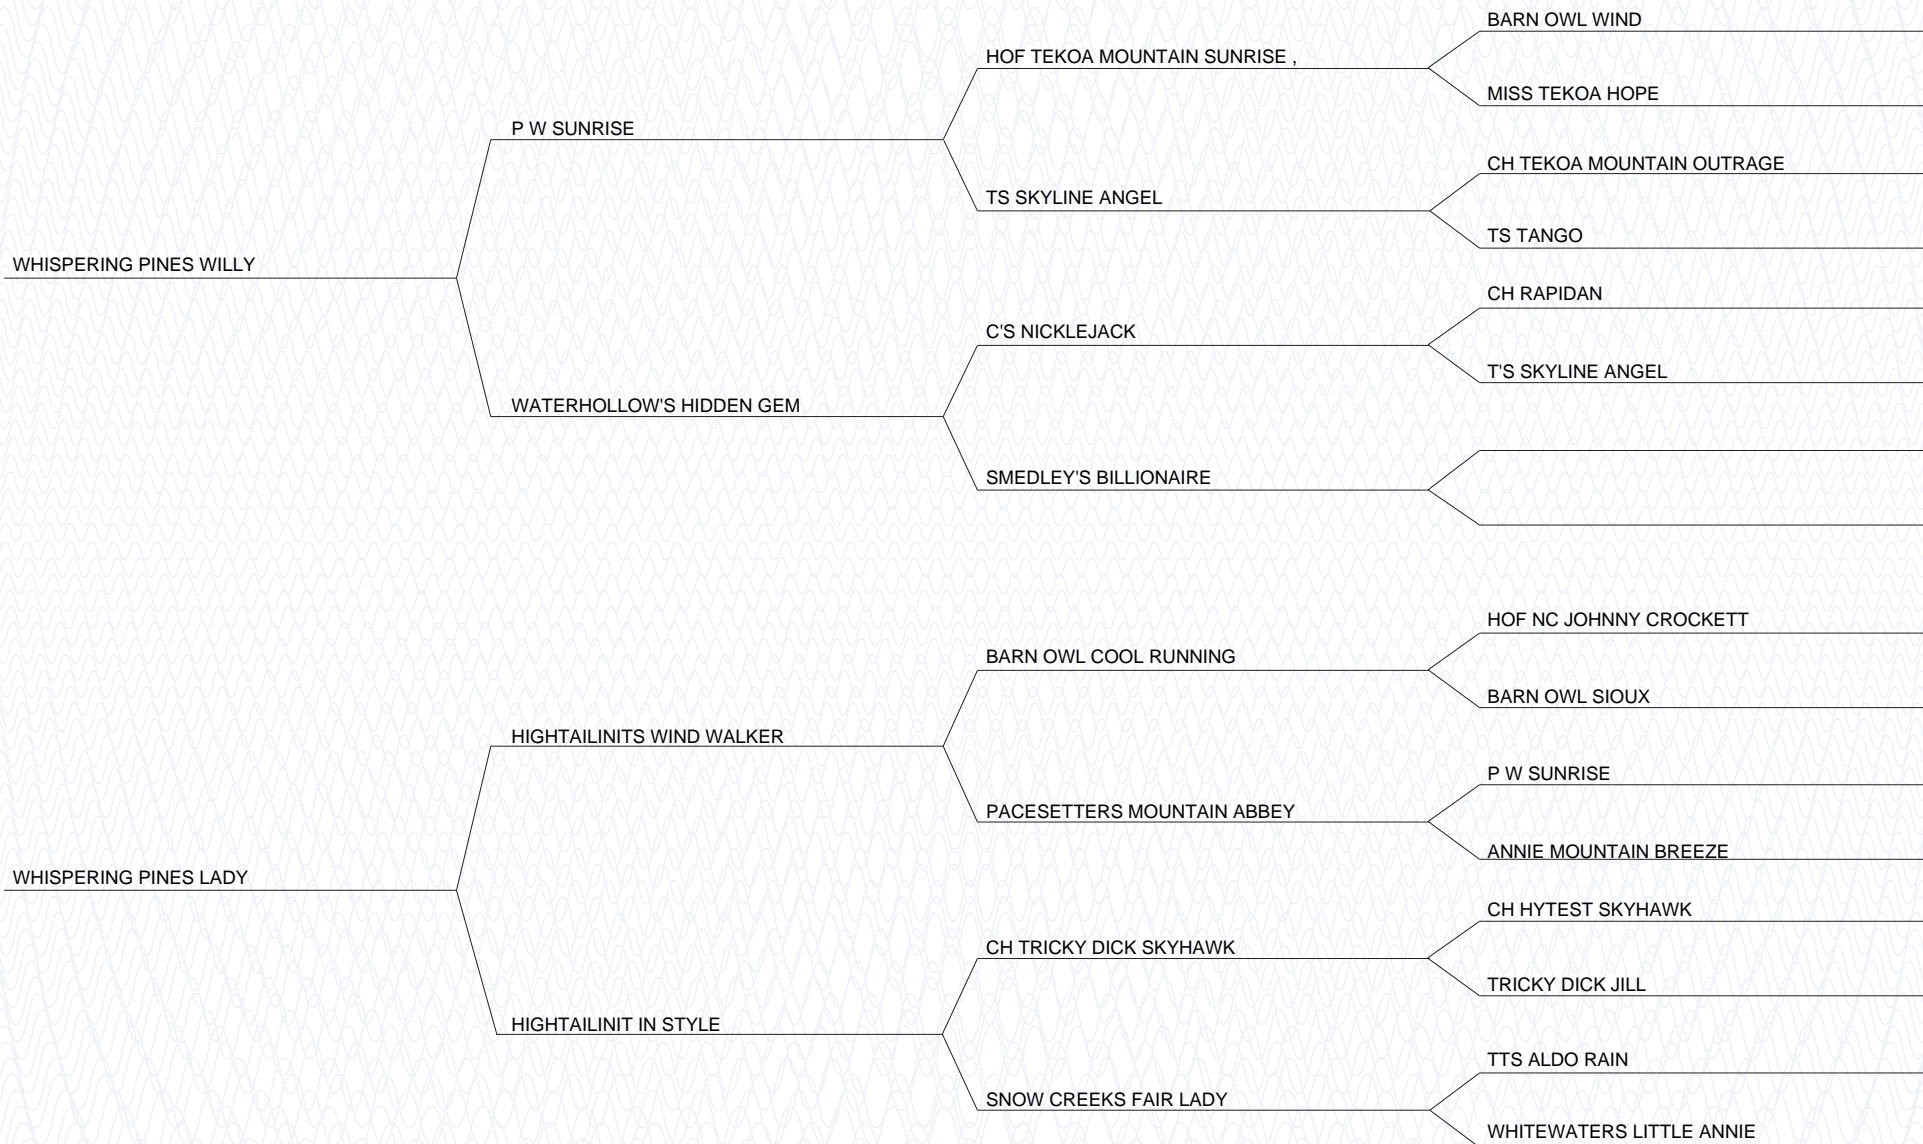 BARN OWL WIND
HOF TEKOA MOUNTAIN SUNRISE ,
MISS TEKOA HOPE
P W SUNRISE
CH TEKOA MOUNTAIN OUTRAGE
TS SKYLINE ANGEL
TS TANGO
WHISPERING PINES WILLY
CH RAPIDAN
C'S NICKLEJACK
T'S SKYLINE ANGEL
WATERHOLLOW'S HIDDEN GEM
SMEDLEY'S BILLIONAIRE
HOF NC JOHNNY CROCKETT
BARN OWL COOL RUNNING
BARN OWL SIOUX
HIGHTAILINITS WIND WALKER
P W SUNRISE
PACESETTERS MOUNTAIN ABBEY
ANNIE MOUNTAIN BREEZE
WHISPERING PINES LADY
CH HYTEST SKYHAWK
CH TRICKY DICK SKYHAWK
TRICKY DICK JILL
HIGHTAILINIT IN STYLE
TTS ALDO RAIN
SNOW CREEKS FAIR LADY
WHITEWATERS LITTLE ANNIE